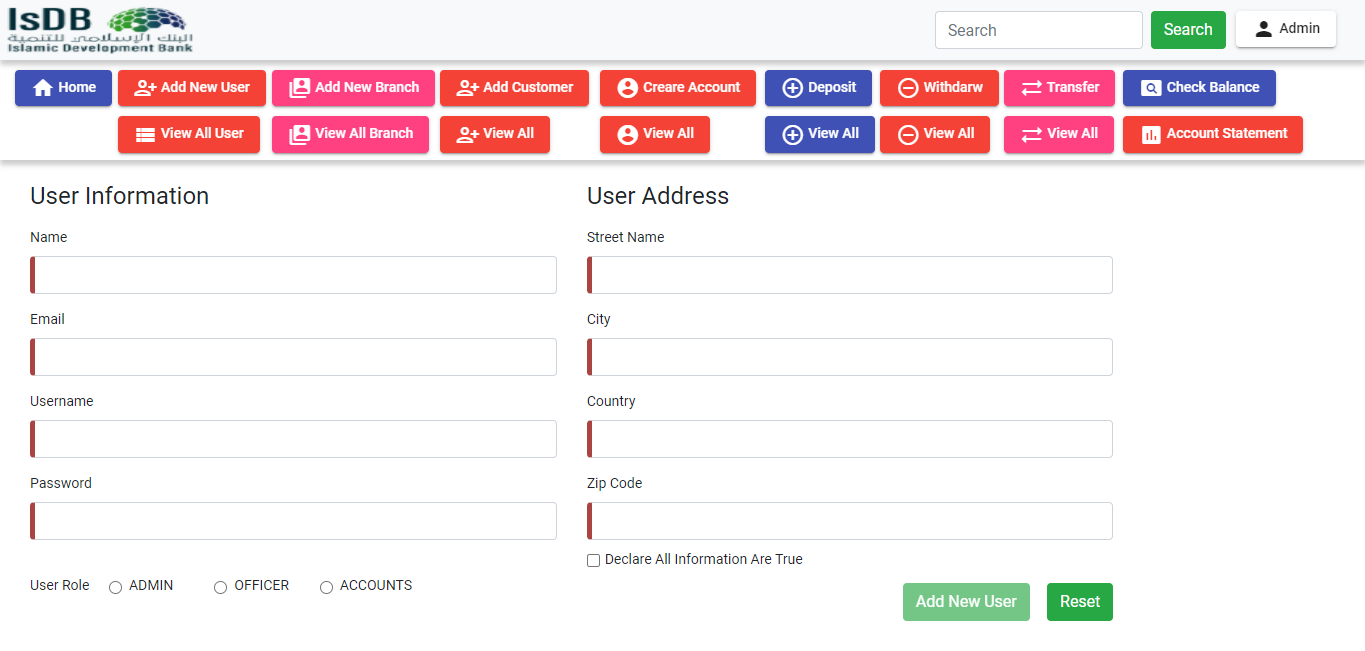 IsDB
البنك الإسلامي للتنمية
Islamic Development Bank
Search Search Admin
Home Add New User Add New Branch Add Customer Creare Account Deposit Withdarw Transfer Check Balance
View All User View All Branch View All View All View All View All View All Account Statement
User Information User Address
Name Street Name
Email City
Username Country
Password Zip Code
Declare All Information Are True
User Role ADMIN OFFICER ACCOUNTS
Add New User Reset